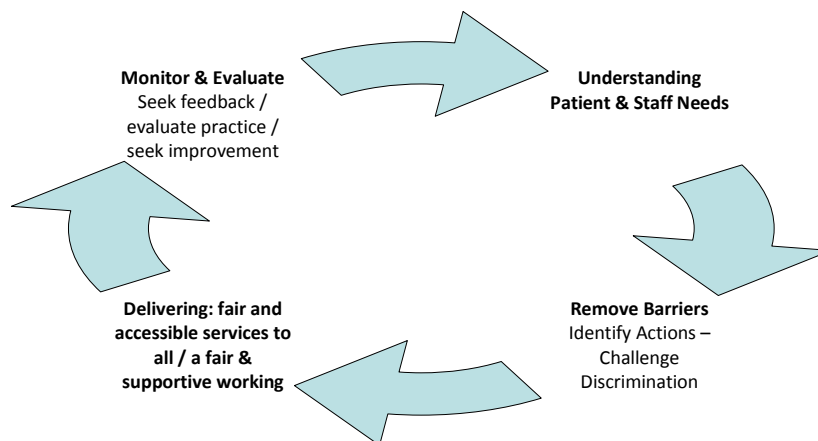 Monitor & Evaluate
Seek feedback /
evaluate practice /
seek improvement
Understanding
Patient & Staff Needs
Delivering: fair and
accessible services to
all / a fair &
supportive working
Remove Barriers
Identify Actions –
Challenge
Discrimination